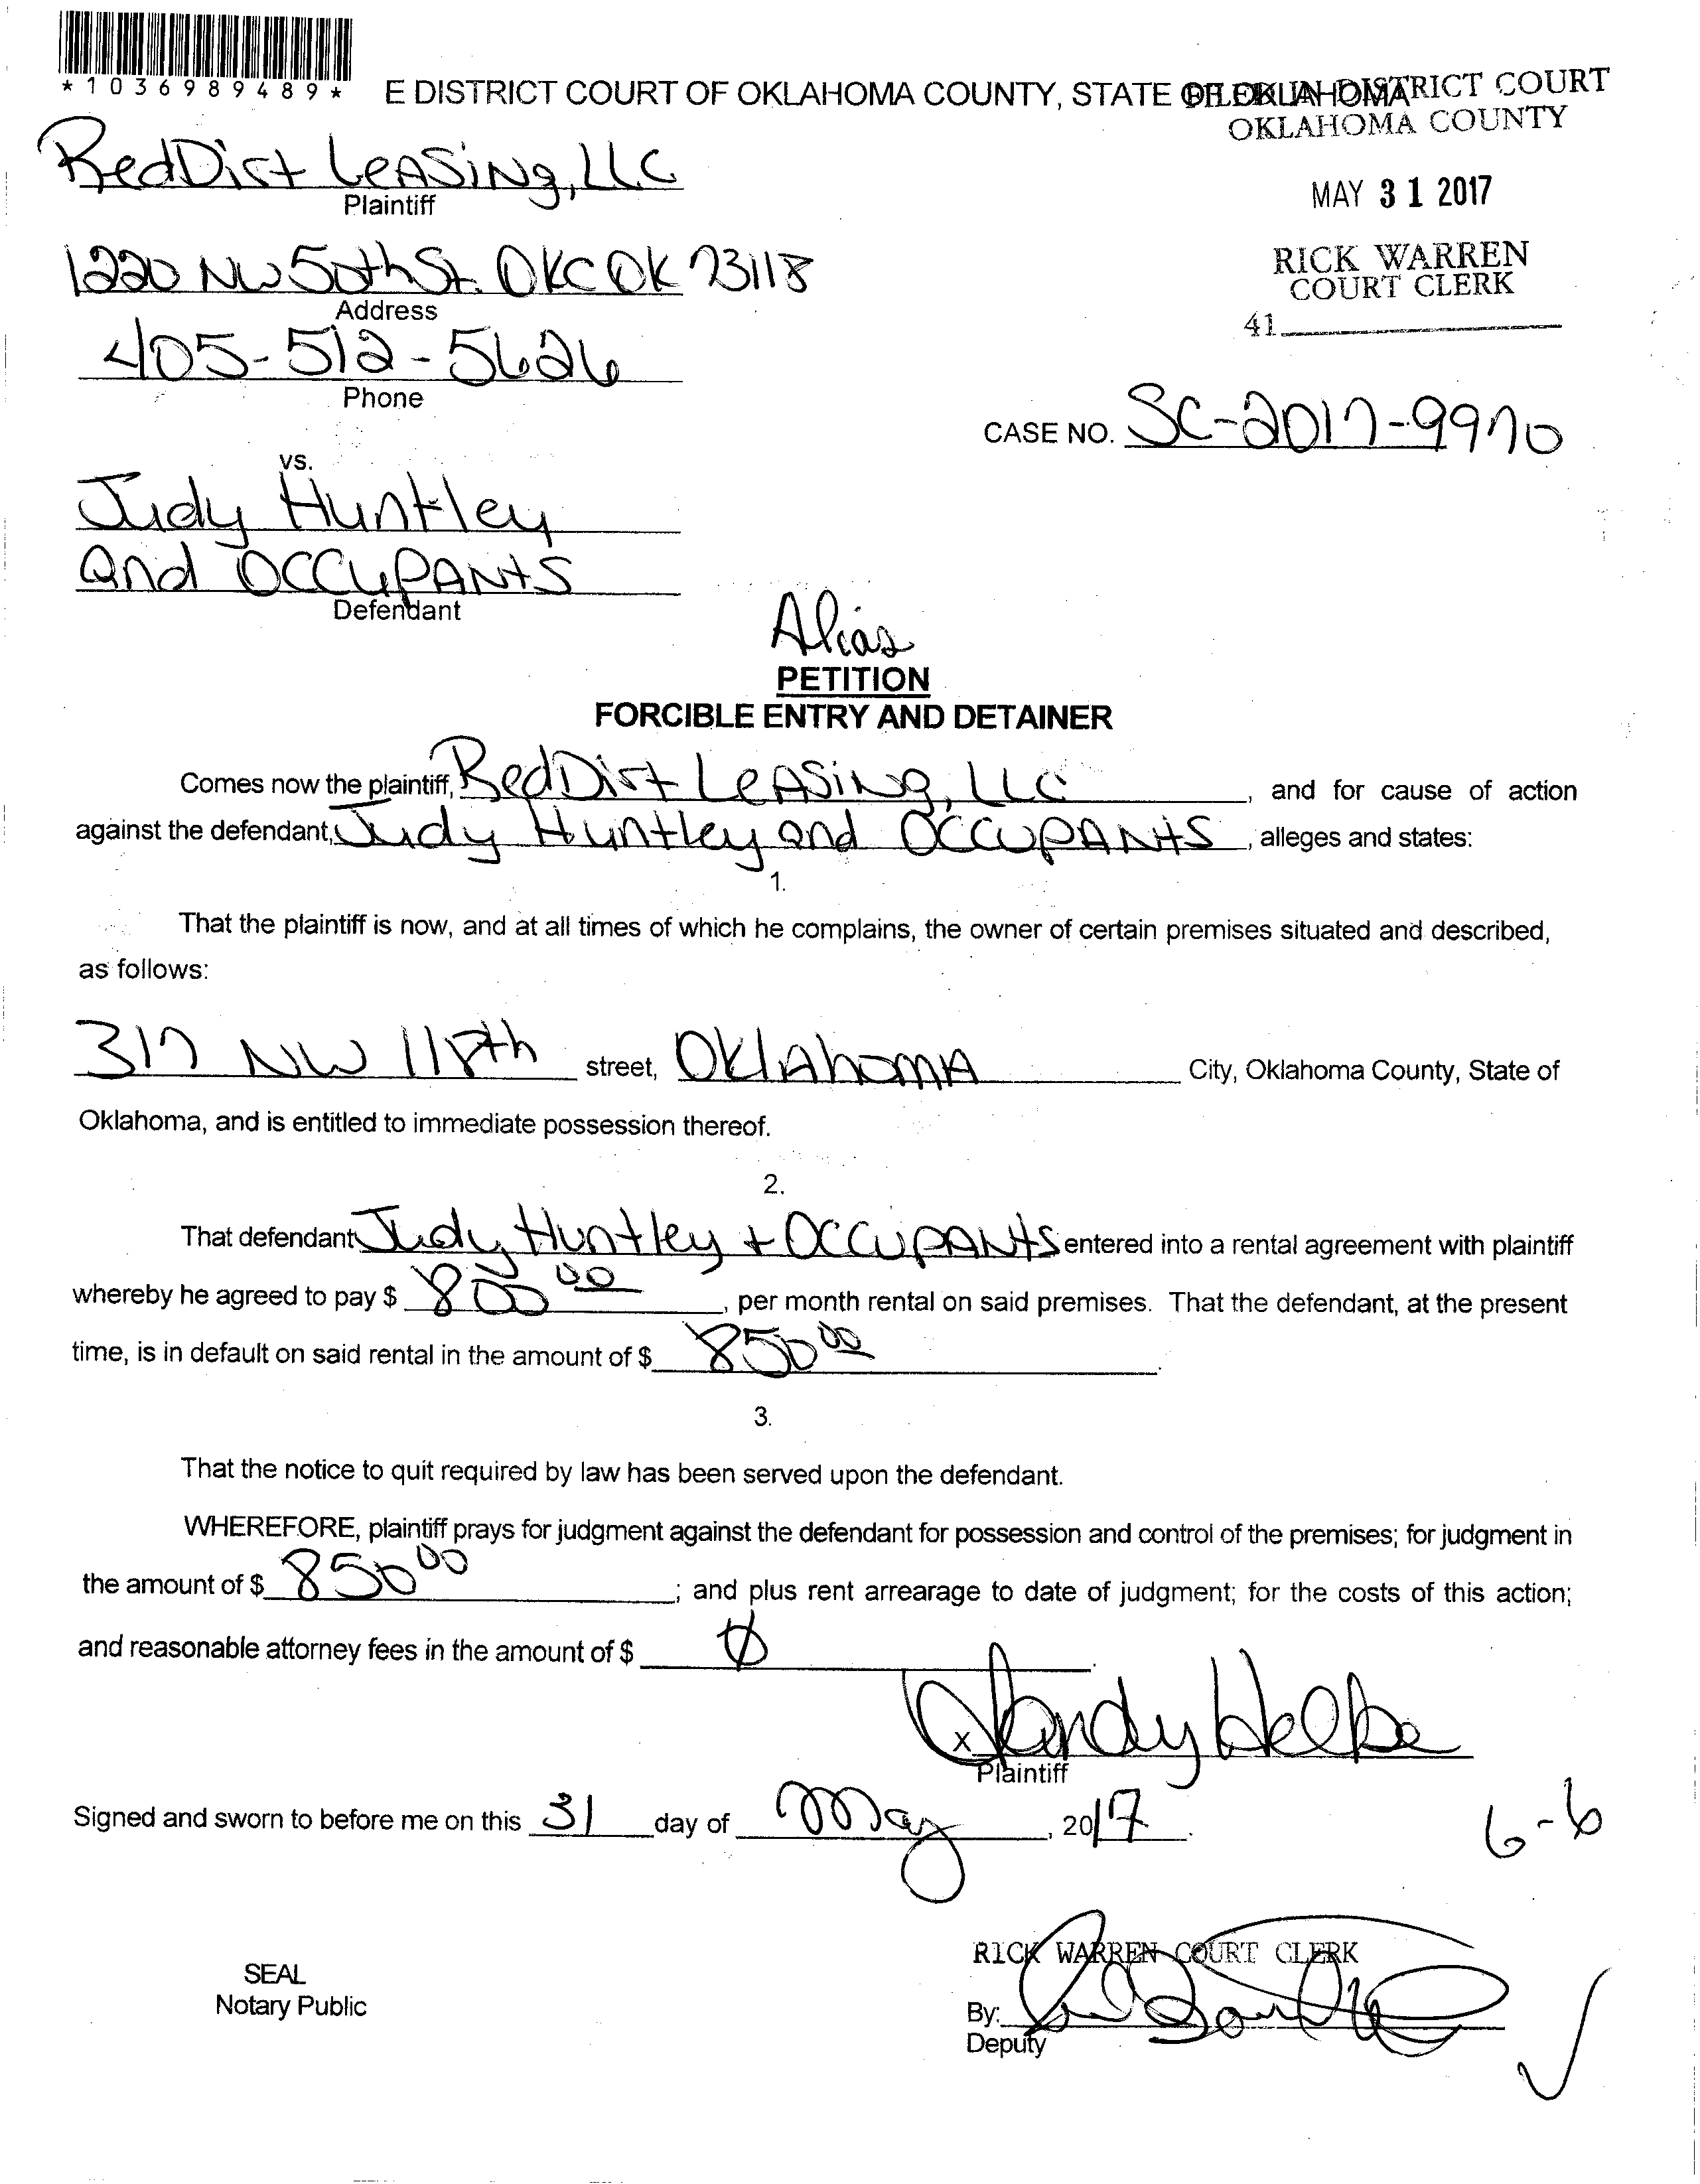 *1036989489*
E DISTRICT COURT OF OKLAHOMA COUNTY, STATE OF OKLAHOMA
FILED IN DISTRICT COURT
OKLAHOMA COUNTY
RedDirt Leasing, LLC
Plaintiff
MAY 31 2017
1220 NW 50th St. OKC OK 73118
Address
RICK WARREN
COURT CLERK
41
405-512-5626
Phone
CASE NO. SC-2017-9970
vs.
Judy Huntley
and OCCUPANTS
Defendant
Alias
PETITION
FORCIBLE ENTRY AND DETAINER
Comes now the plaintiff, RedDirt Leasing, LLC, and for cause of action
against the defendant, Judy Huntley and OCCUPANTS, alleges and states:
1.
That the plaintiff is now, and at all times of which he complains, the owner of certain premises situated and described,
as follows:
317 NW 118th street, Oklahoma City, Oklahoma County, State of
Oklahoma, and is entitled to immediate possession thereof.
2.
That defendant Judy Huntley + OCCUPANTS entered into a rental agreement with plaintiff
whereby he agreed to pay $ 800 00, per month rental on said premises. That the defendant, at the present
time, is in default on said rental in the amount of $ 850 00.
3.
That the notice to quit required by law has been served upon the defendant.
WHEREFORE, plaintiff prays for judgment against the defendant for possession and control of the premises; for judgment in
the amount of $ 850 00; and plus rent arrearage to date of judgment; for the costs of this action;
and reasonable attorney fees in the amount of $ 0.
x
Plaintiff
Signed and sworn to before me on this 31 day of May, 2017.
6-6
RICK WARREN COURT CLERK
SEAL
Notary Public
By:
Deputy